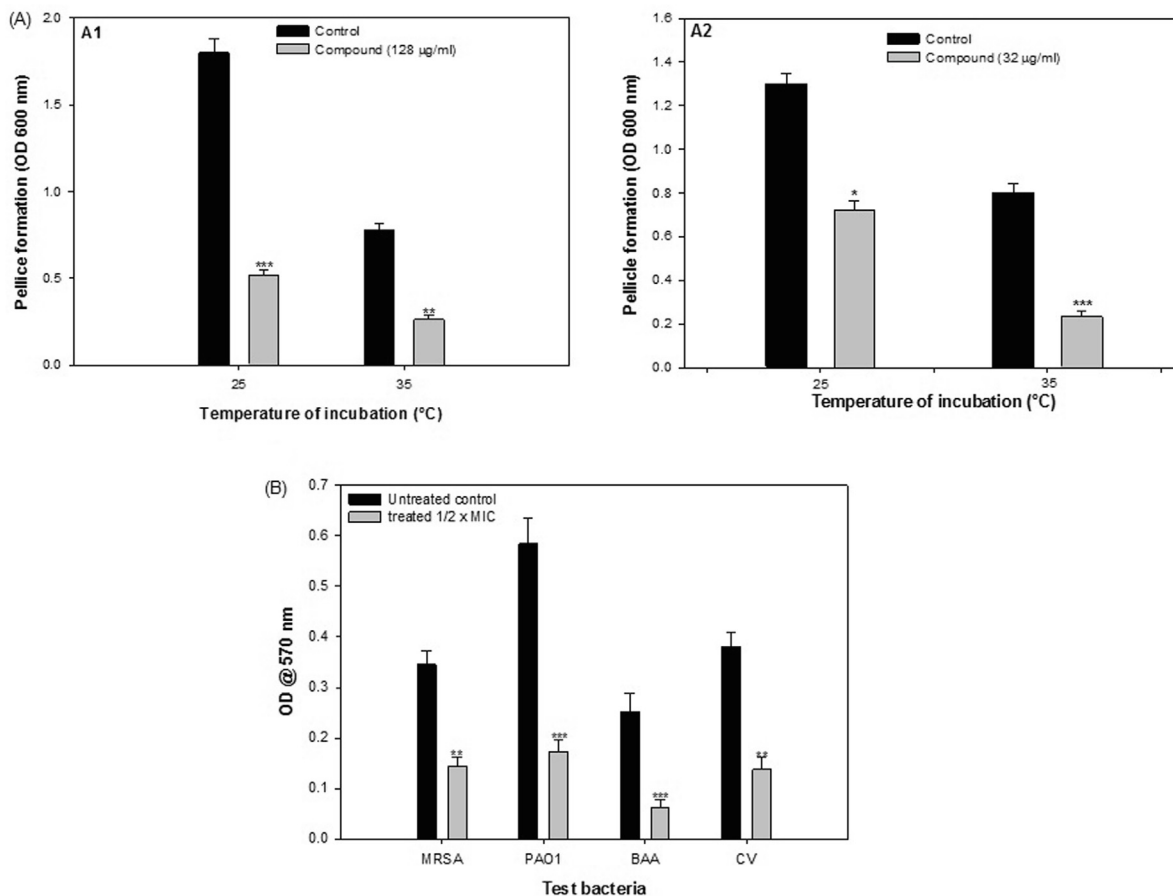 (A)
A1
Control
Compound (128 µg/ml)
Pellice formation (OD 600 nm)
2.0
1.5
1.0
0.5
0.0
***
**
25
35
Temperature of incubation (°C)
A2
Control
Compound (32 µg/ml)
Pellicle formation (OD 600 nm)
1.6
1.4
1.2
1.0
0.8
0.6
0.4
0.2
0.0
*
***
25
35
Temperature of incubation (°C)
(B)
Untreated control
treated 1/2 x MIC
OD @ 570 nm
0.7
0.6
0.5
0.4
0.3
0.2
0.1
0.0
**
***
***
**
MRSA
PAO1
BAA
CV
Test bacteria